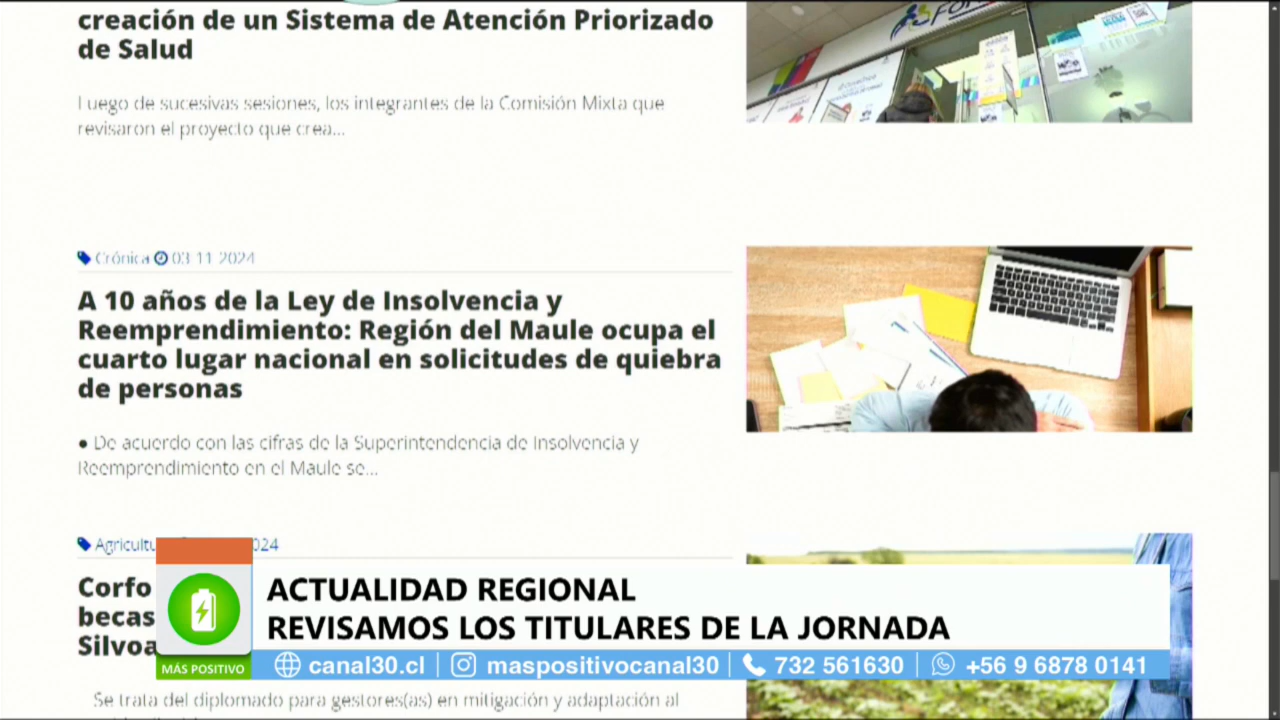 creación de un Sistema de Atención Priorizado
de Salud
Luego de sucesivas sesiones, los integrantes de la Comisión Mixta que
revisaron el proyecto que crea...
Crónica 03-11-2024
A 10 años de la Ley de Insolvencia y
Reemprendimiento: Región del Maule ocupa el
cuarto lugar nacional en solicitudes de quiebra
de personas
● De acuerdo con las cifras de la Superintendencia de Insolvencia y
Reemprendimiento en el Maule se...
024
Corfo
becas
Silvoa
ACTUALIDAD REGIONAL
REVISAMOS LOS TITULARES DE LA JORNADA
MÁS POSITIVO
canal30.cl | maspositivocanal30 | 732 561630 | +56 9 6878 0141
Se trata del diplomado para gestores(as) en mitigación y adaptación al